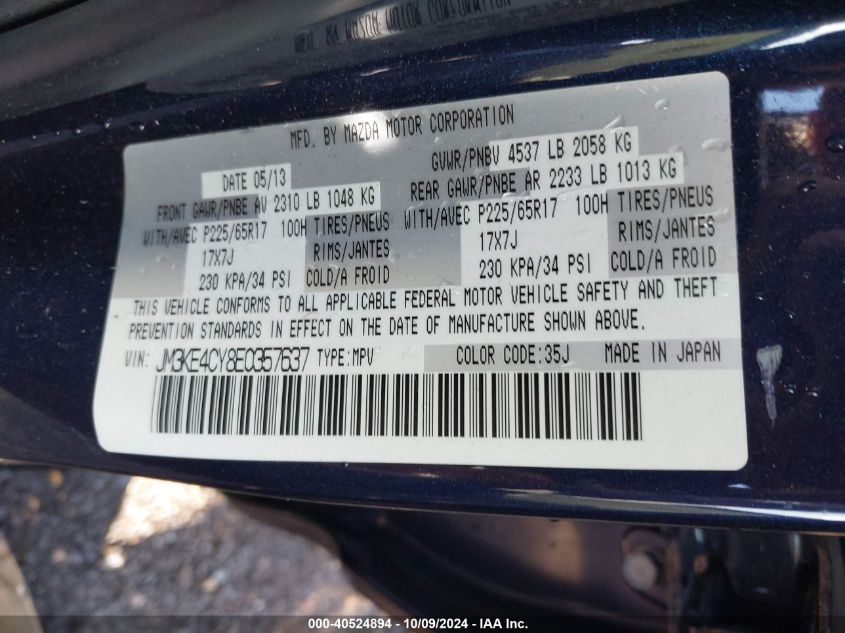 MFD. BY MAZDA MOTOR CORPORATION
DATE 05/13 GVWR/PNBV 4537 LB 2058 KG
FRONT GAWR/PNBE AV 2310 LB 1048 KG REAR GAWR/PNBE AR 2233 LB 1013 KG
WITH/AVEC P225/65R17 100H TIRES/PNEUS WITH/AVEC P225/65R17 100H TIRES/PNEUS
17X7J RIMS/JANTES 17X7J RIMS/JANTES
230 KPA/34 PSI COLD/A FROID 230 KPA/34 PSI COLD/A FROID
THIS VEHICLE CONFORMS TO ALL APPLICABLE FEDERAL MOTOR VEHICLE SAFETY AND THEFT
PREVENTION STANDARDS IN EFFECT ON THE DATE OF MANUFACTURE SHOWN ABOVE.
VIN: JM3KE4CY8E0357637 TYPE:MPV COLOR CODE:35J MADE IN JAPAN
000-40524894 - 10/09/2024 - IAA Inc.